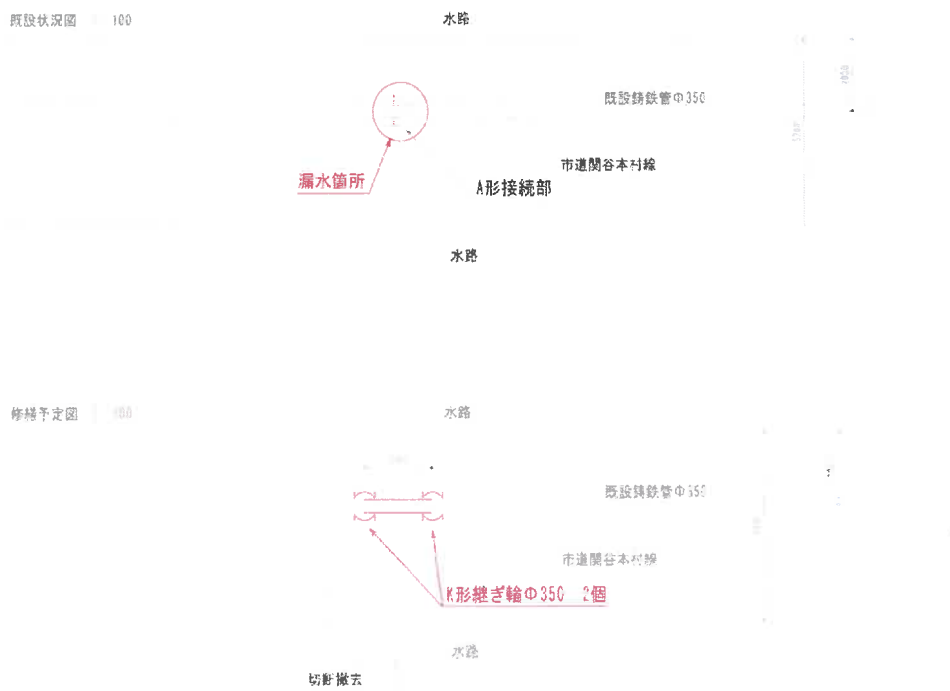 既設状況図 100
水路
既設鋳鉄管Φ350
漏水箇所
市道関谷本村線
A形接続部
水路
修繕予定図
水路
既設鋳鉄管Φ350
市道関谷本村線
K形継ぎ輪Φ350 2個
水路
切断撤去